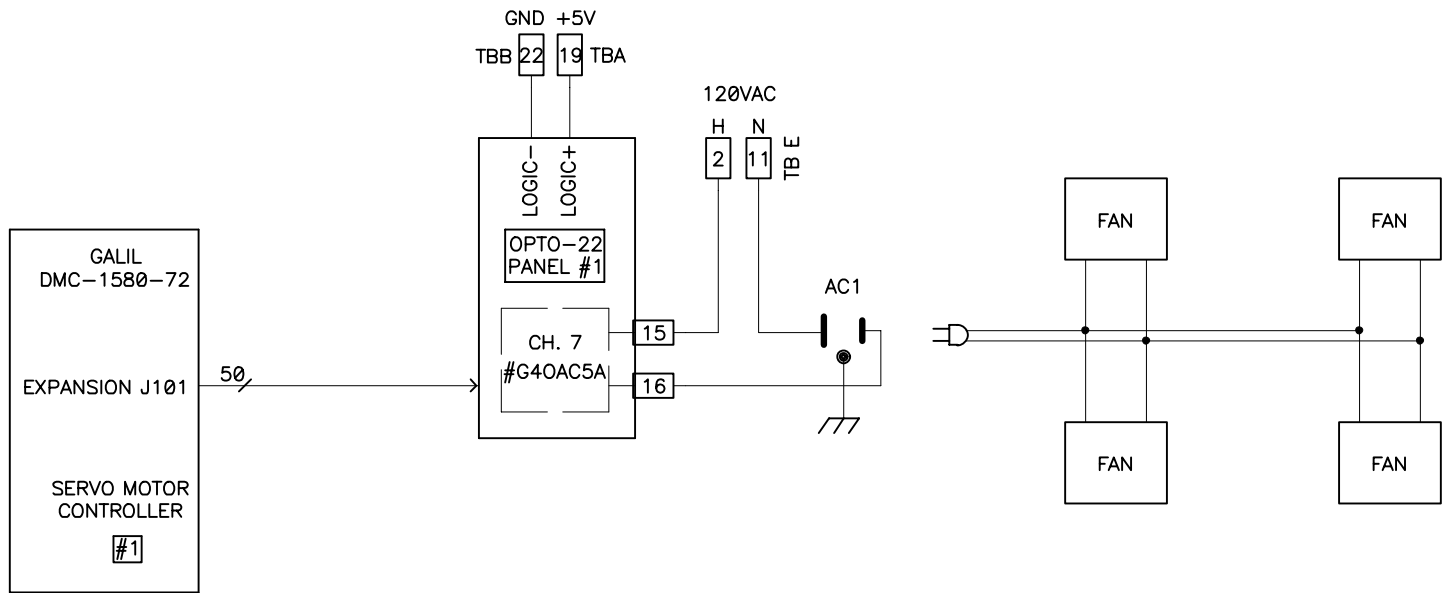 GND +5V
TBB 22 19 TBA
120VAC
H N
2 11 TB E
LOGIC-
LOGIC+
OPTO-22
PANEL #1
CH. 7
#G4OAC5A
15
16
AC1
GALIL
DMC-1580-72
EXPANSION J101
50
SERVO MOTOR
CONTROLLER
#1
FAN
FAN
FAN
FAN